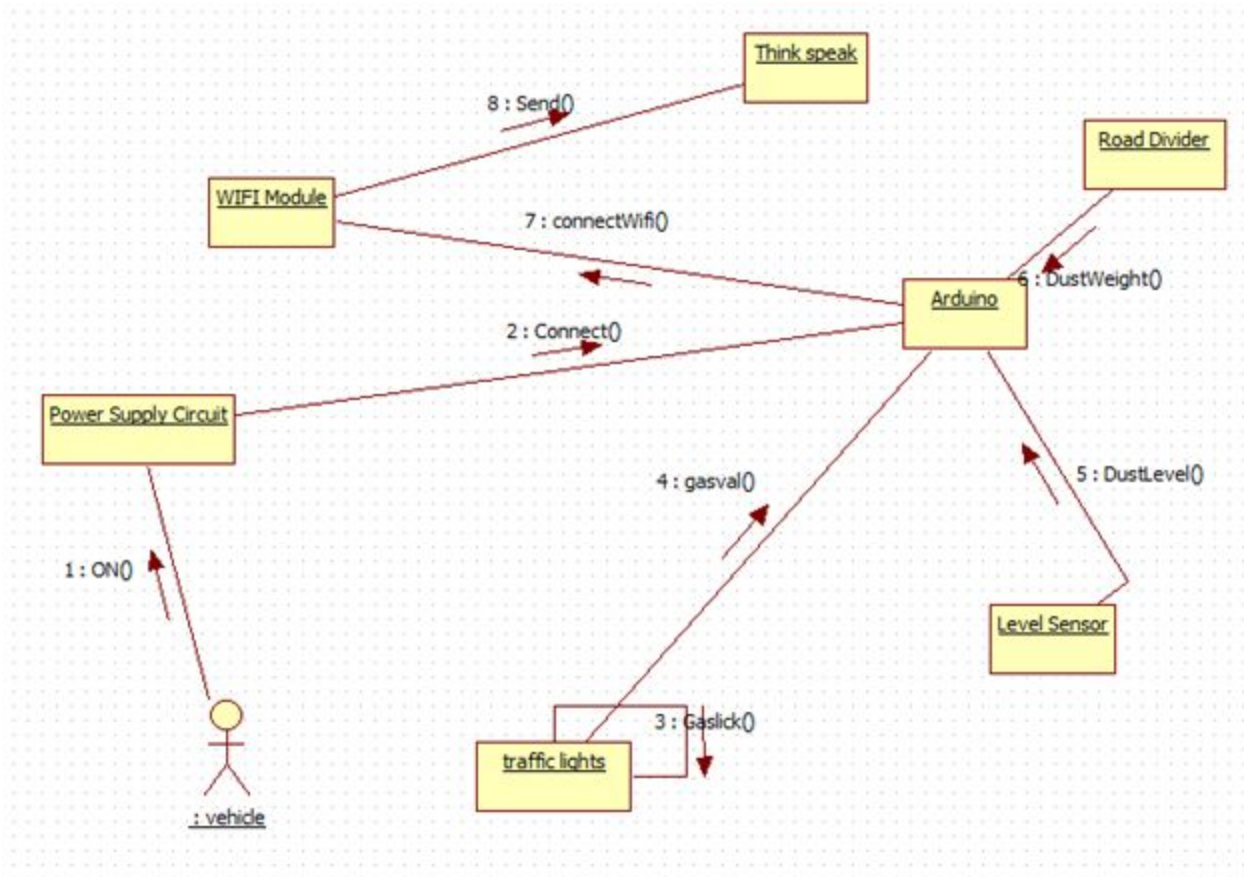 Think speak
8 : Send()
Road Divider
WIFI Module
7 : connectWifi()
6 : DustWeight()
Arduino
2 : Connect()
Power Supply Circuit
4 : gasval()
5 : DustLevel()
1 : ON()
Level Sensor
3 : Gaslick()
traffic lights
: vehicle